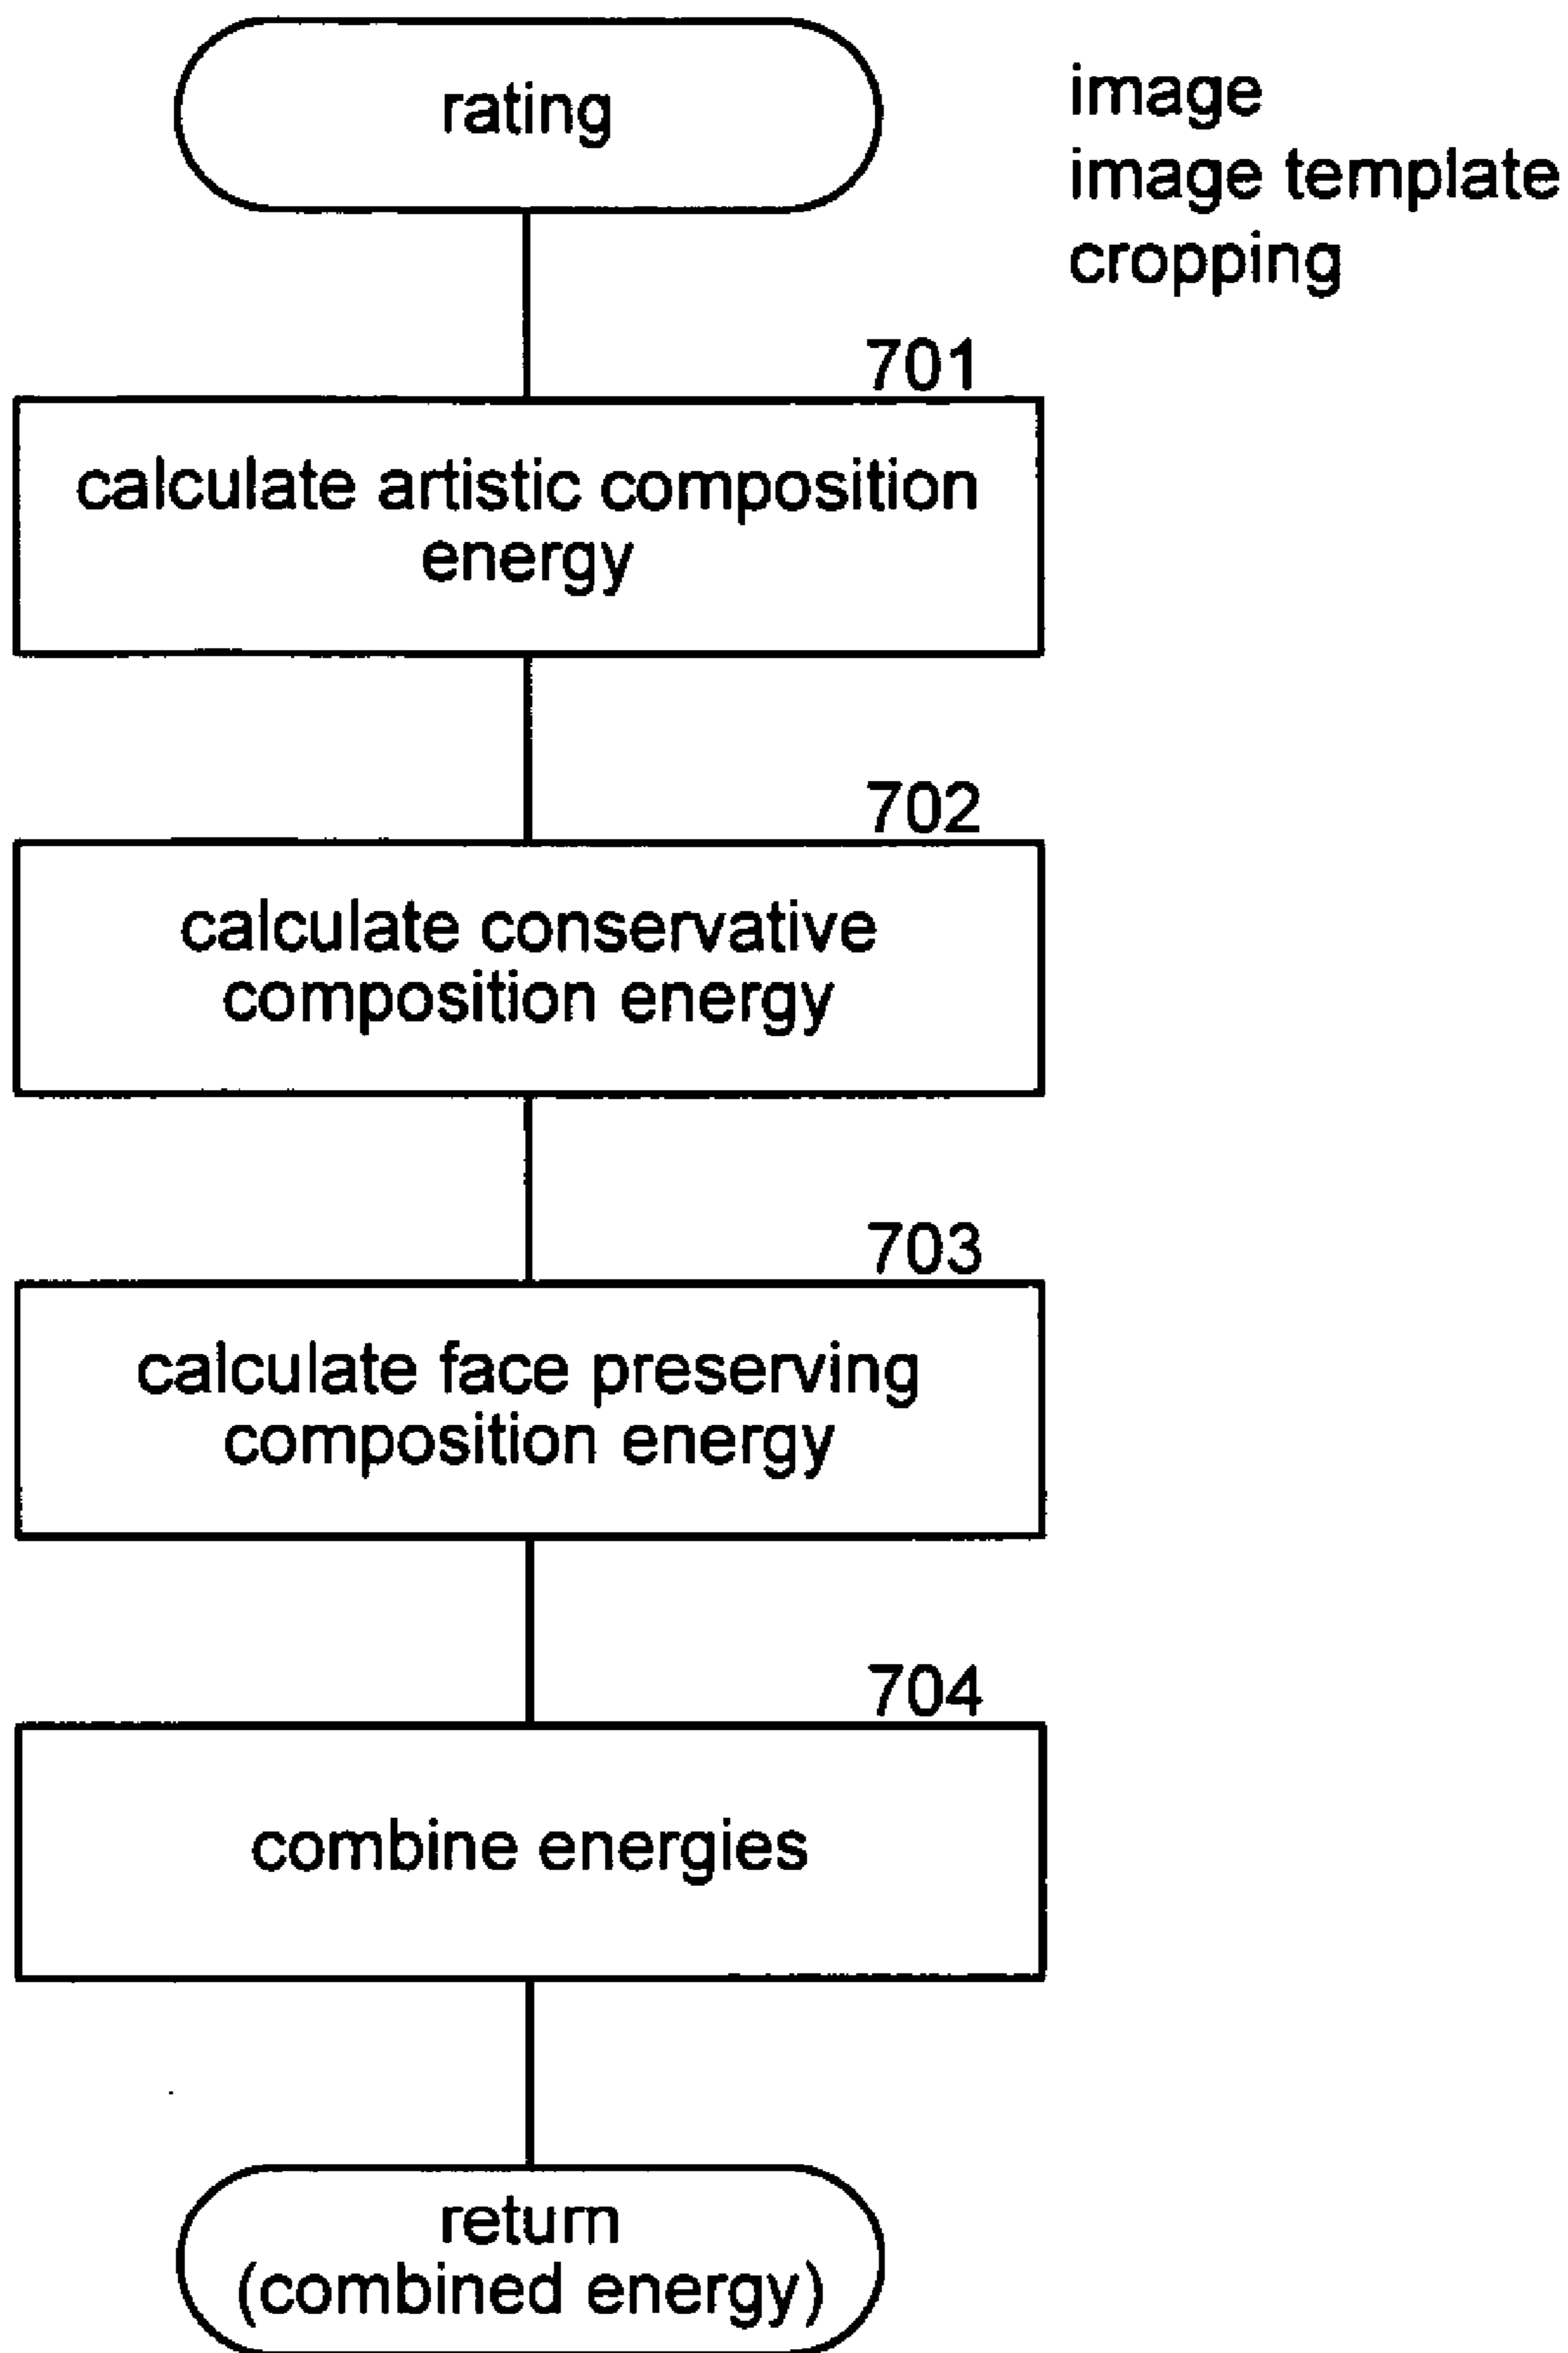 rating
image
image template
cropping
701
calculate artistic composition
energy
702
calculate conservative
composition energy
703
calculate face preserving
composition energy
704
combine energies
return
(combined energy)